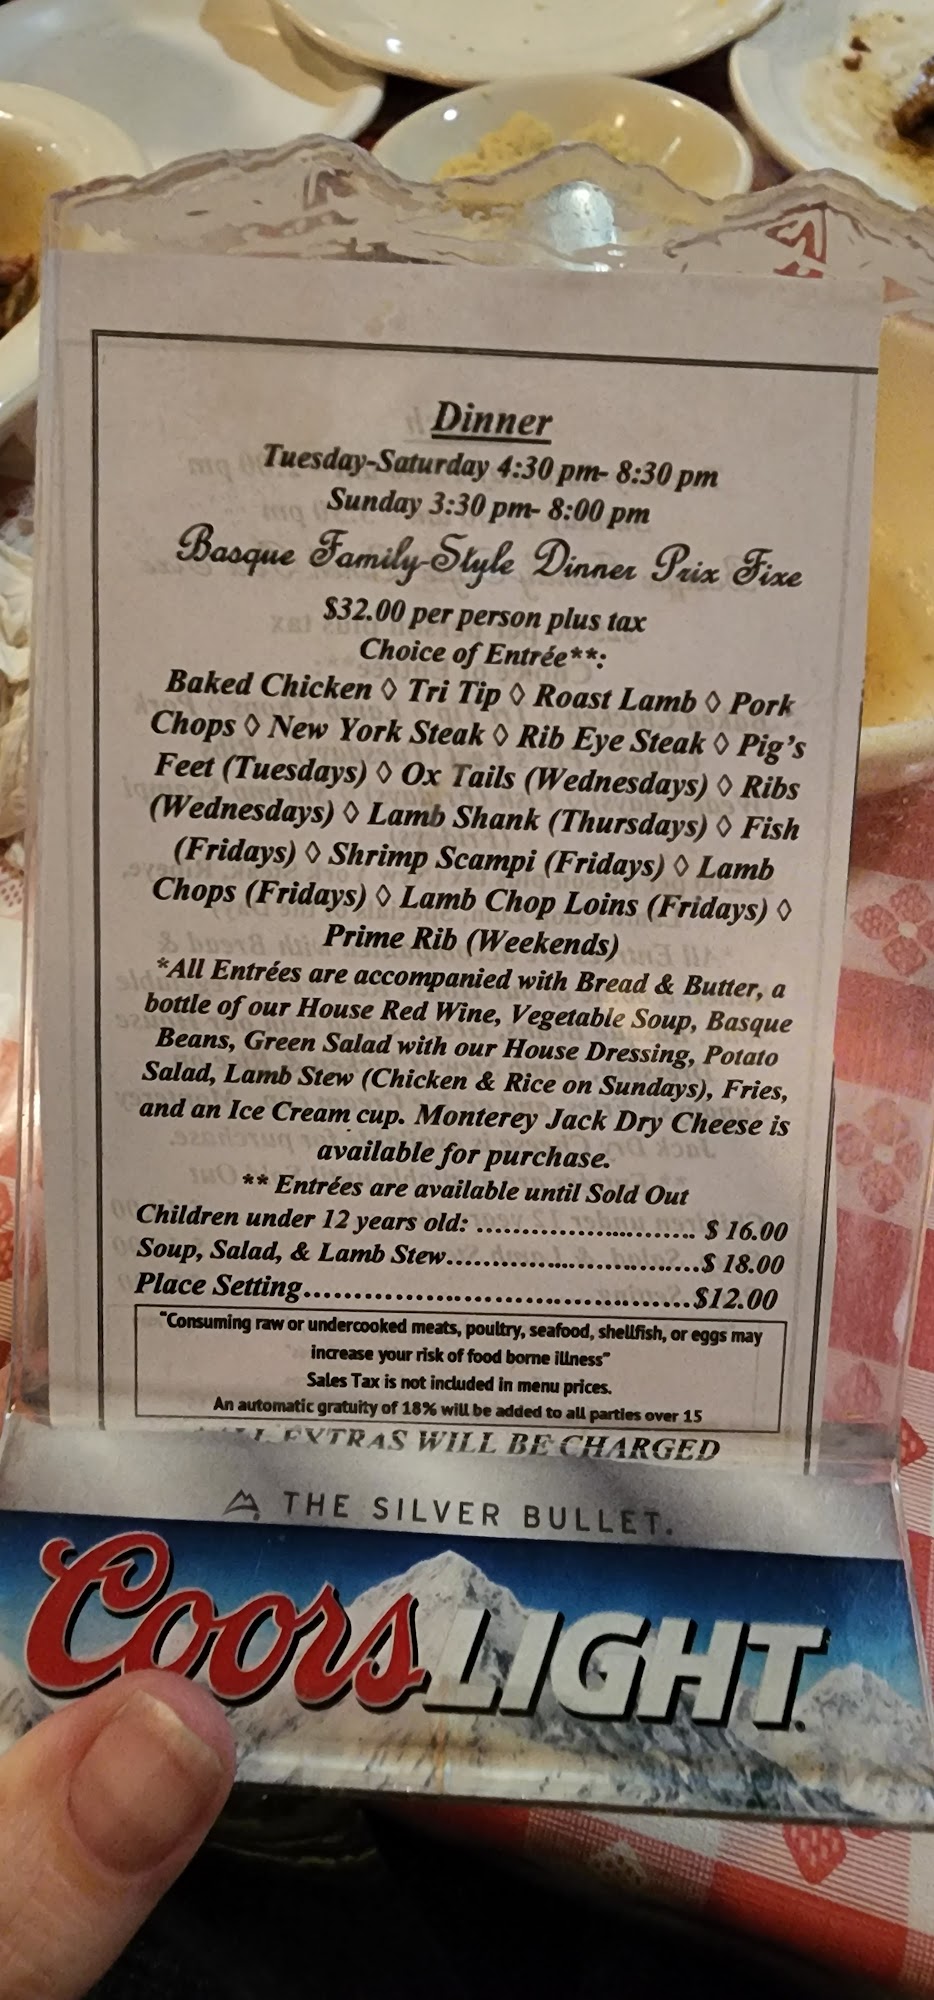 Dinner
Tuesday-Saturday 4:30 pm- 8:30 pm
Sunday 3:30 pm- 8:00 pm
Basque Family-Style Dinner Prix Fixe
$32.00 per person plus tax
Choice of Entrée**:
Baked Chicken ◊ Tri Tip ◊ Roast Lamb ◊ Pork
Chops ◊ New York Steak ◊ Rib Eye Steak ◊ Pig's
Feet (Tuesdays) ◊ Ox Tails (Wednesdays) ◊ Ribs
(Wednesdays) ◊ Lamb Shank (Thursdays) ◊ Fish
(Fridays) ◊ Shrimp Scampi (Fridays) ◊ Lamb
Chops (Fridays) ◊ Lamb Chop Loins (Fridays) ◊
Prime Rib (Weekends)
*All Entrées are accompanied with Bread & Butter, a
bottle of our House Red Wine, Vegetable Soup, Basque
Beans, Green Salad with our House Dressing, Potato
Salad, Lamb Stew (Chicken & Rice on Sundays), Fries,
and an Ice Cream cup. Monterey Jack Dry Cheese is
available for purchase.
** Entrées are available until Sold Out
Children under 12 years old: ........................... $ 16.00
Soup, Salad, & Lamb Stew.................................$ 18.00
Place Setting..........................................$12.00
"Consuming raw or undercooked meats, poultry, seafood, shellfish, or eggs may
increase your risk of food borne illness"
Sales Tax is not included in menu prices.
An automatic gratuity of 18% will be added to all parties over 15
EXTRAS WILL BE CHARGED
THE SILVER BULLET.
Coors LIGHT